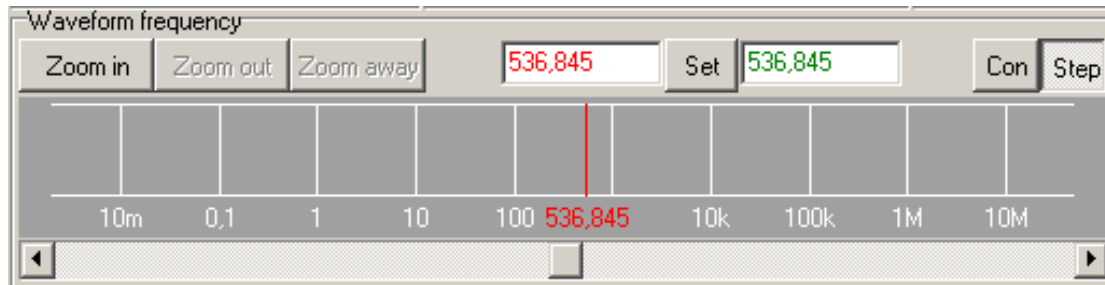 Waveform frequency
Zoom in Zoom out Zoom away 536,845 Set 536,845 Con Step
10m 0,1 1 10 100 536,845 10k 100k 1M 10M